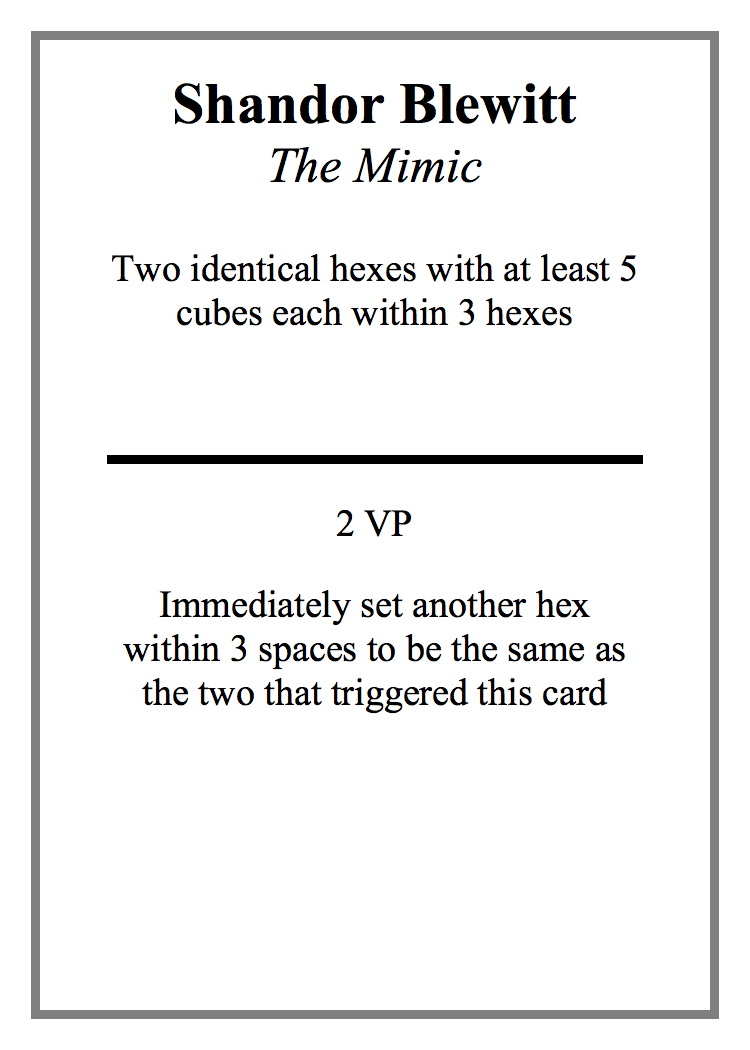 Shandor Blewitt
The Mimic
Two identical hexes with at least 5
cubes each within 3 hexes
2 VP
Immediately set another hex
within 3 spaces to be the same as
the two that triggered this card